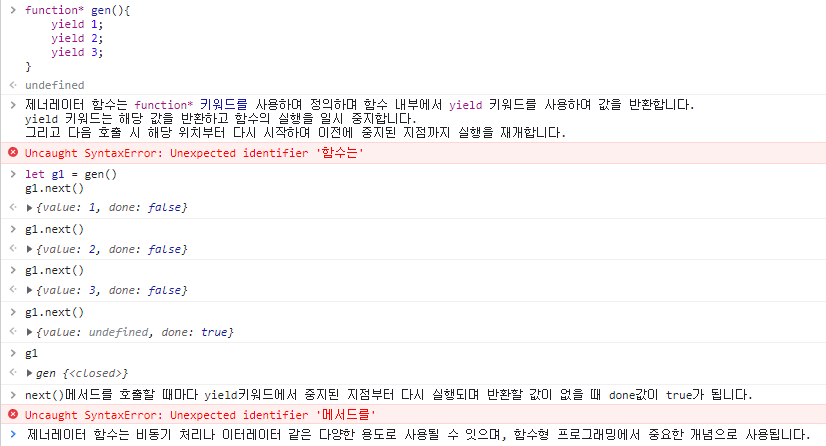 function* gen(){
    yield 1;
    yield 2;
    yield 3;
}
undefined
제너레이터 함수는 function* 키워드를 사용하여 정의하며 함수 내부에서 yield 키워드를 사용하여 값을 반환합니다.
yield 키워드는 해당 값을 반환하고 함수의 실행을 일시 중지합니다.
그리고 다음 호출 시 해당 위치부터 다시 시작하여 이전에 중지된 지점까지 실행을 재개합니다.
Uncaught SyntaxError: Unexpected identifier '함수는'
let g1 = gen()
g1.next()
{value: 1, done: false}
g1.next()
{value: 2, done: false}
g1.next()
{value: 3, done: false}
g1.next()
{value: undefined, done: true}
g1
gen {<closed>}
next()메서드를 호출할 때마다 yield키워드에서 중지된 지점부터 다시 실행되며 반환할 값이 없을 때 done값이 true가 됩니다.
Uncaught SyntaxError: Unexpected identifier '메서드를'
제너레이터 함수는 비동기 처리나 이터레이터 같은 다양한 용도로 사용될 수 잇으며, 함수형 프로그래밍에서 중요한 개념으로 사용됩니다.